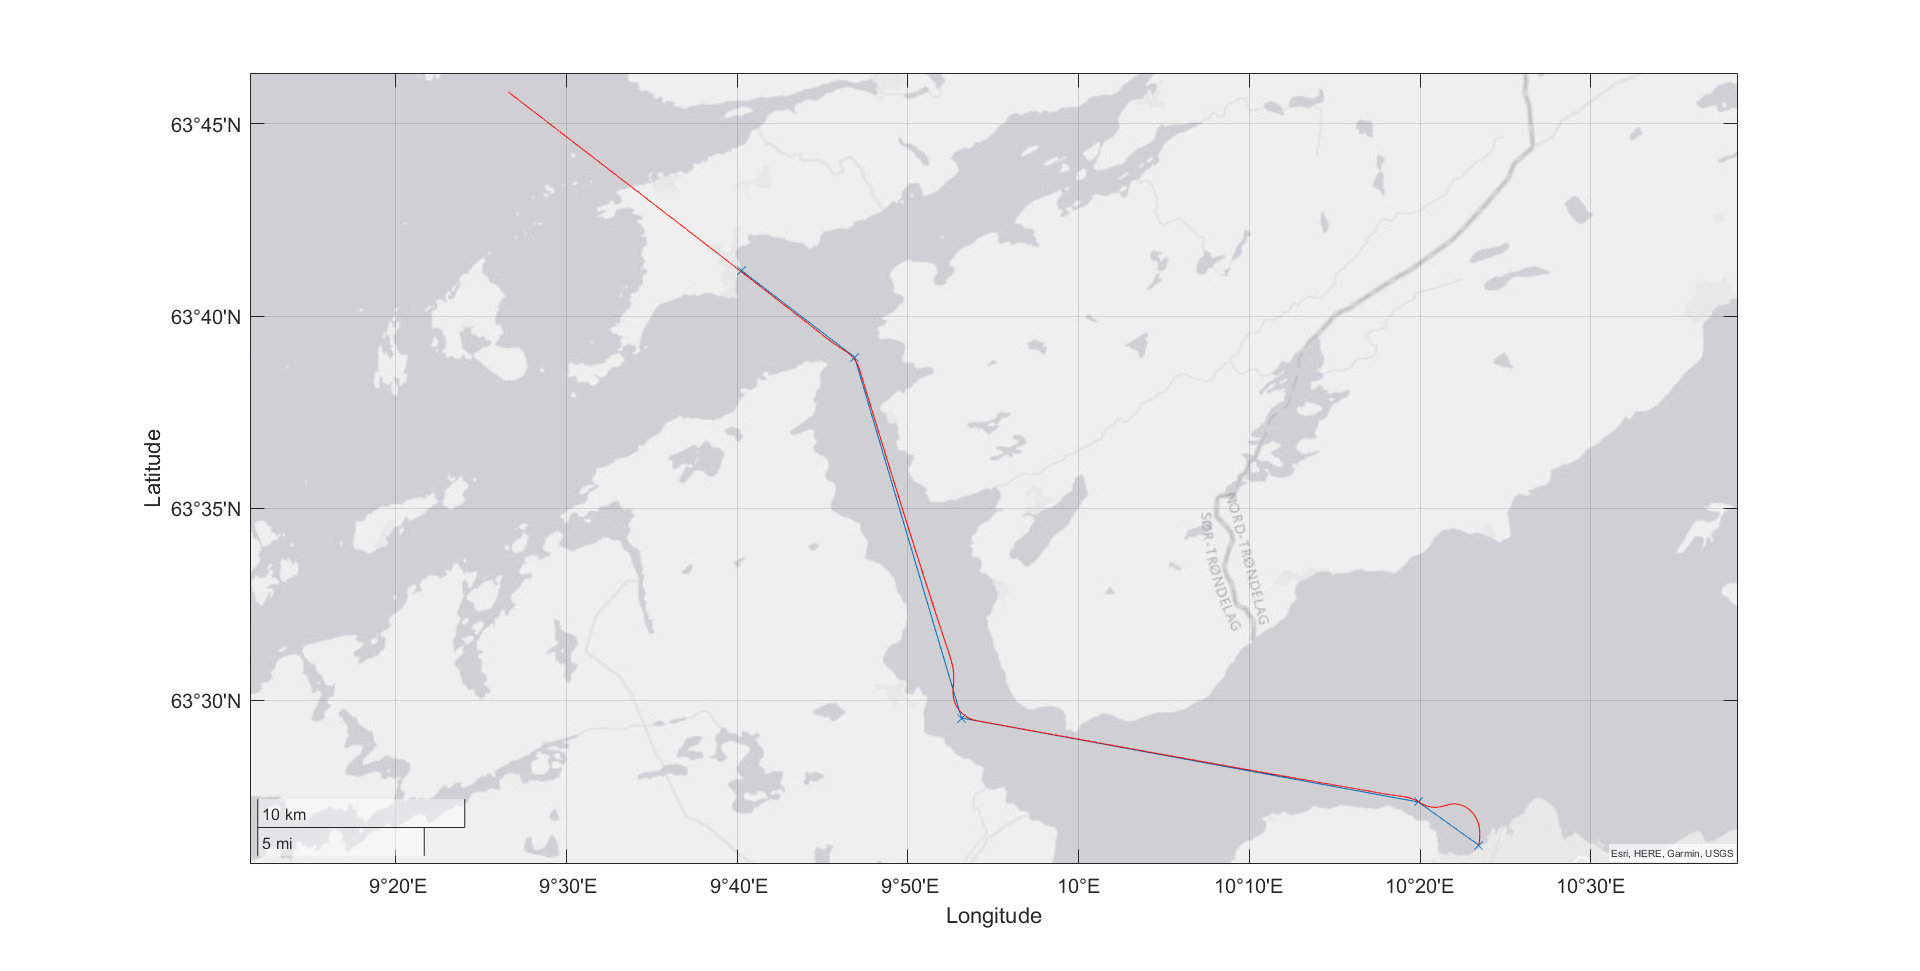 63°45'N
63°40'N
63°35'N
63°30'N
Latitude
NORD-TRØNDELAG
SØR-TRØNDELAG
10 km
5 mi
Esri, HERE, Garmin, USGS
9°20'E 9°30'E 9°40'E 9°50'E 10°E 10°10'E 10°20'E 10°30'E
Longitude